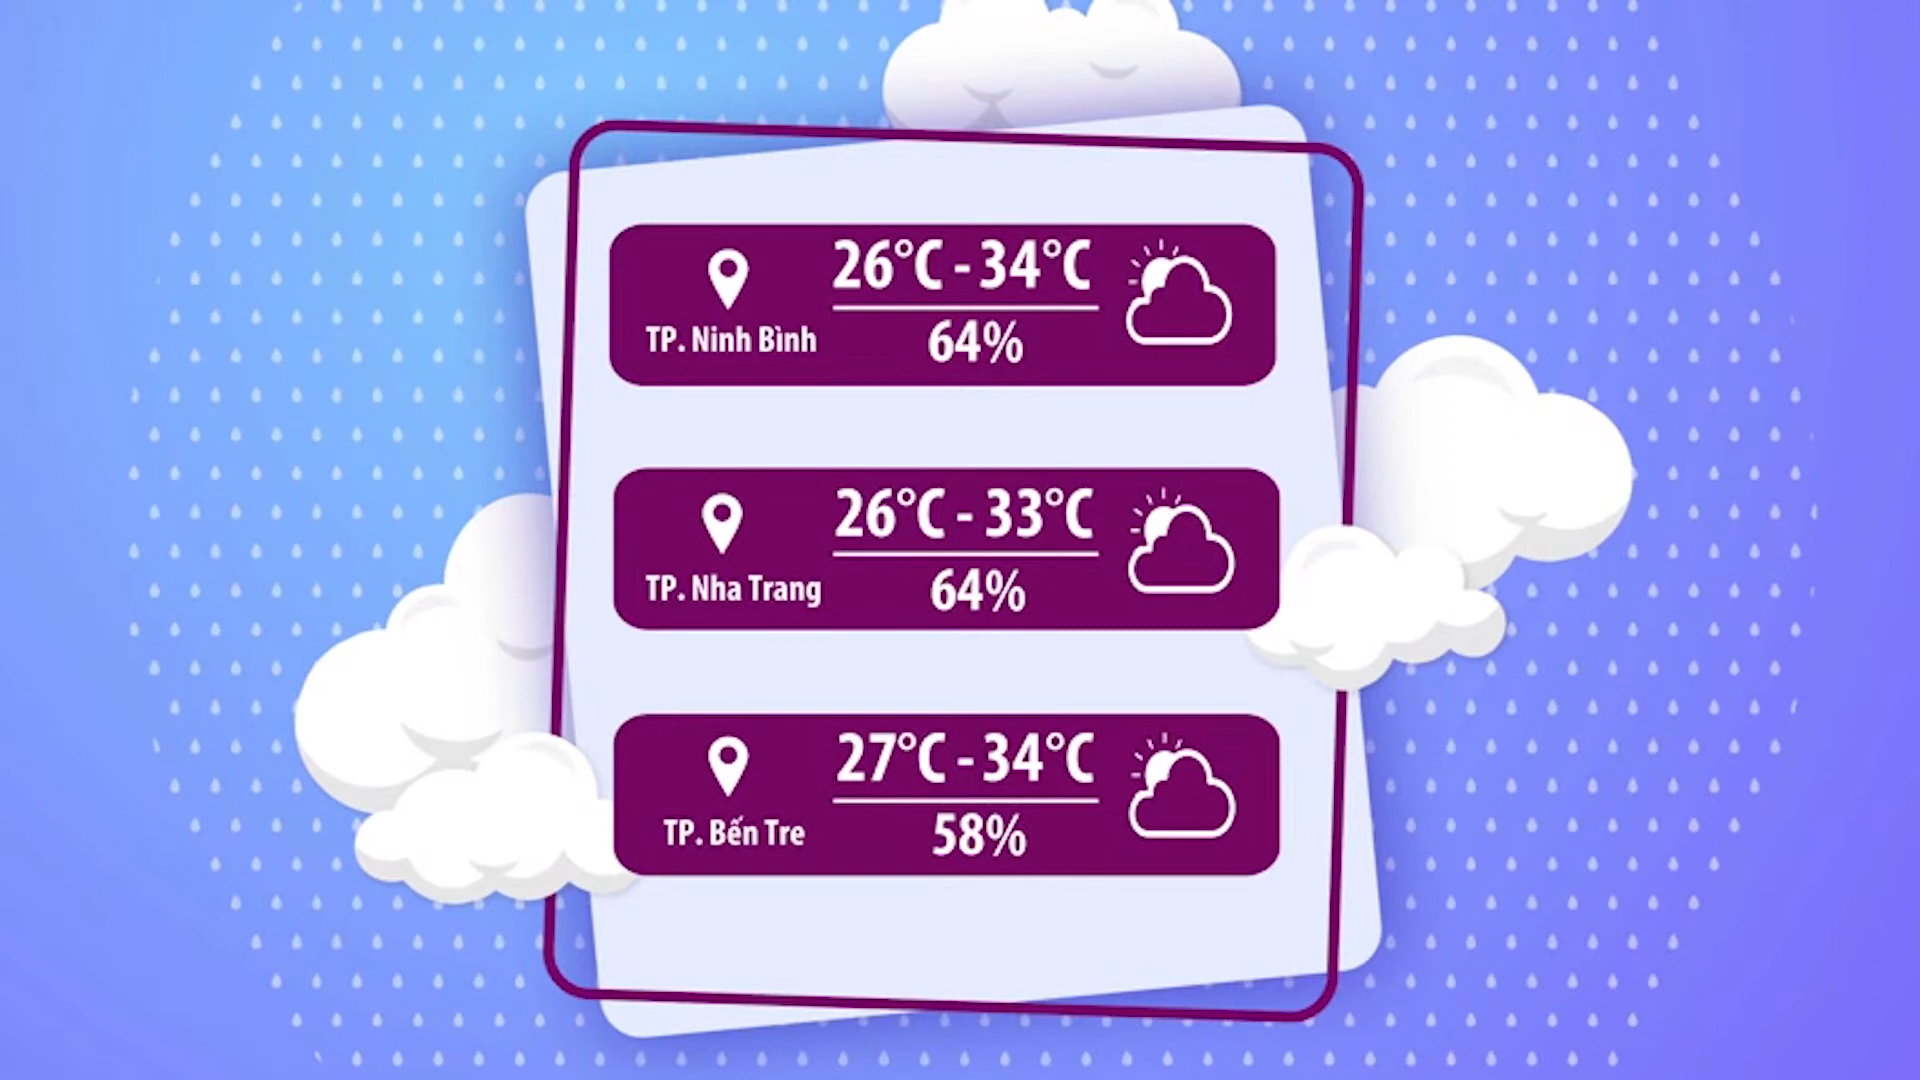 26°C - 34°C
TP. Ninh Bình
64%
26°C - 33°C
TP. Nha Trang
64%
27°C - 34°C
TP. Bến Tre
58%